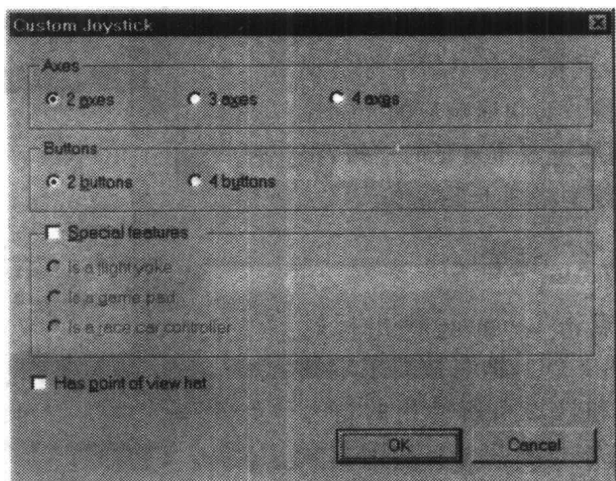 Custom Joystick
Axes
2 axes 3 axes 4 axes
Buttons
2 buttons 4 buttons
Special features
Is a flight yoke
Is a game pad
Is a race car controller
Has point of view hat
OK Cancel